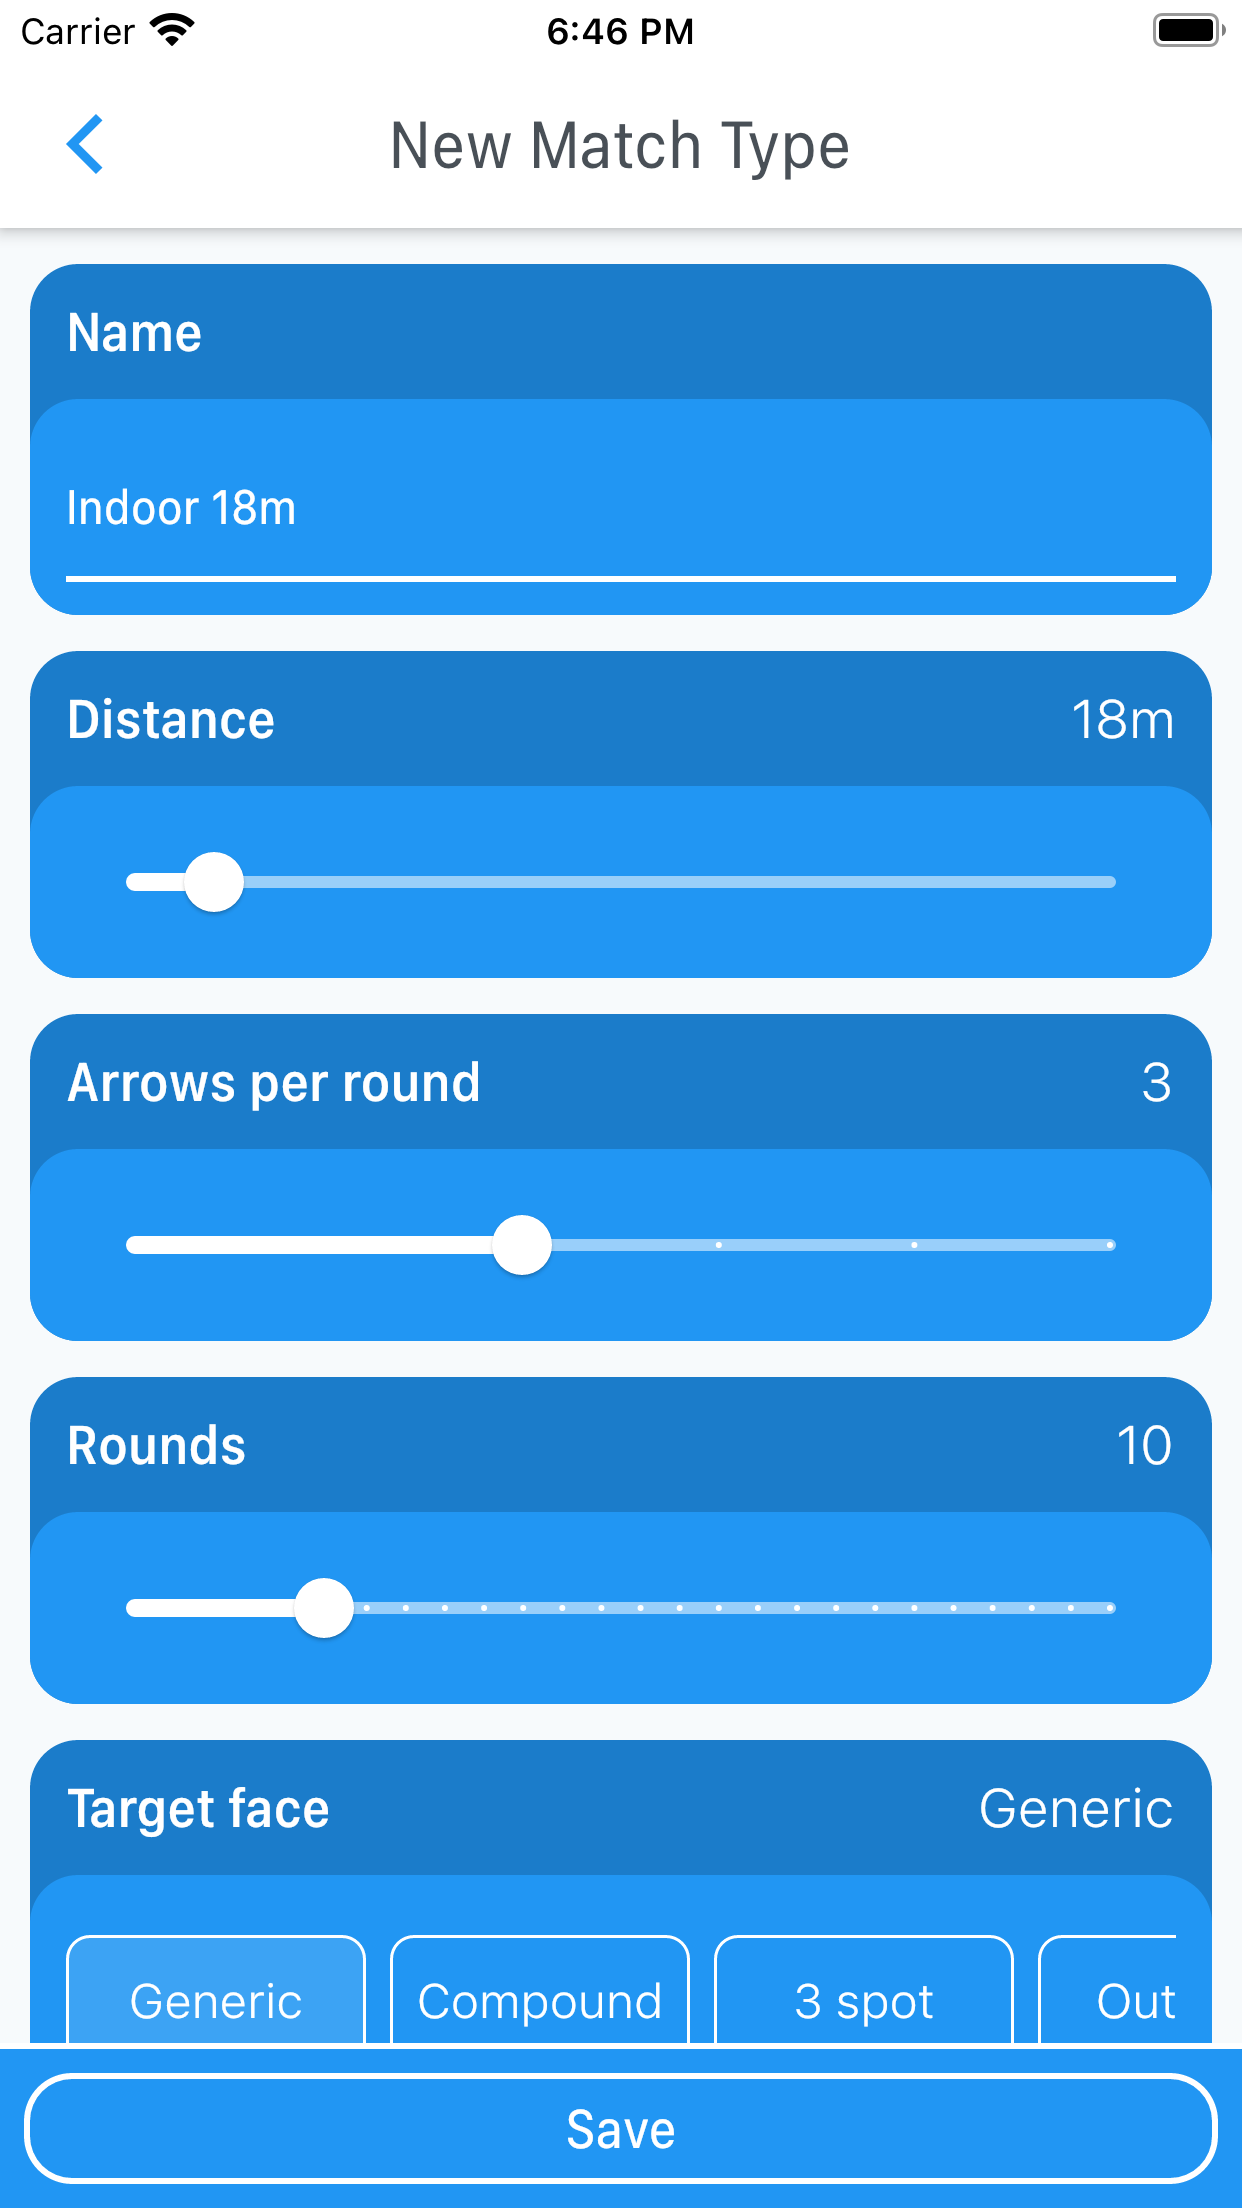 Carrier 6:46 PM
New Match Type
Name
Indoor 18m
Distance 18m
Arrows per round 3
Rounds 10
Target face Generic
Generic Compound 3 spot Out
Save